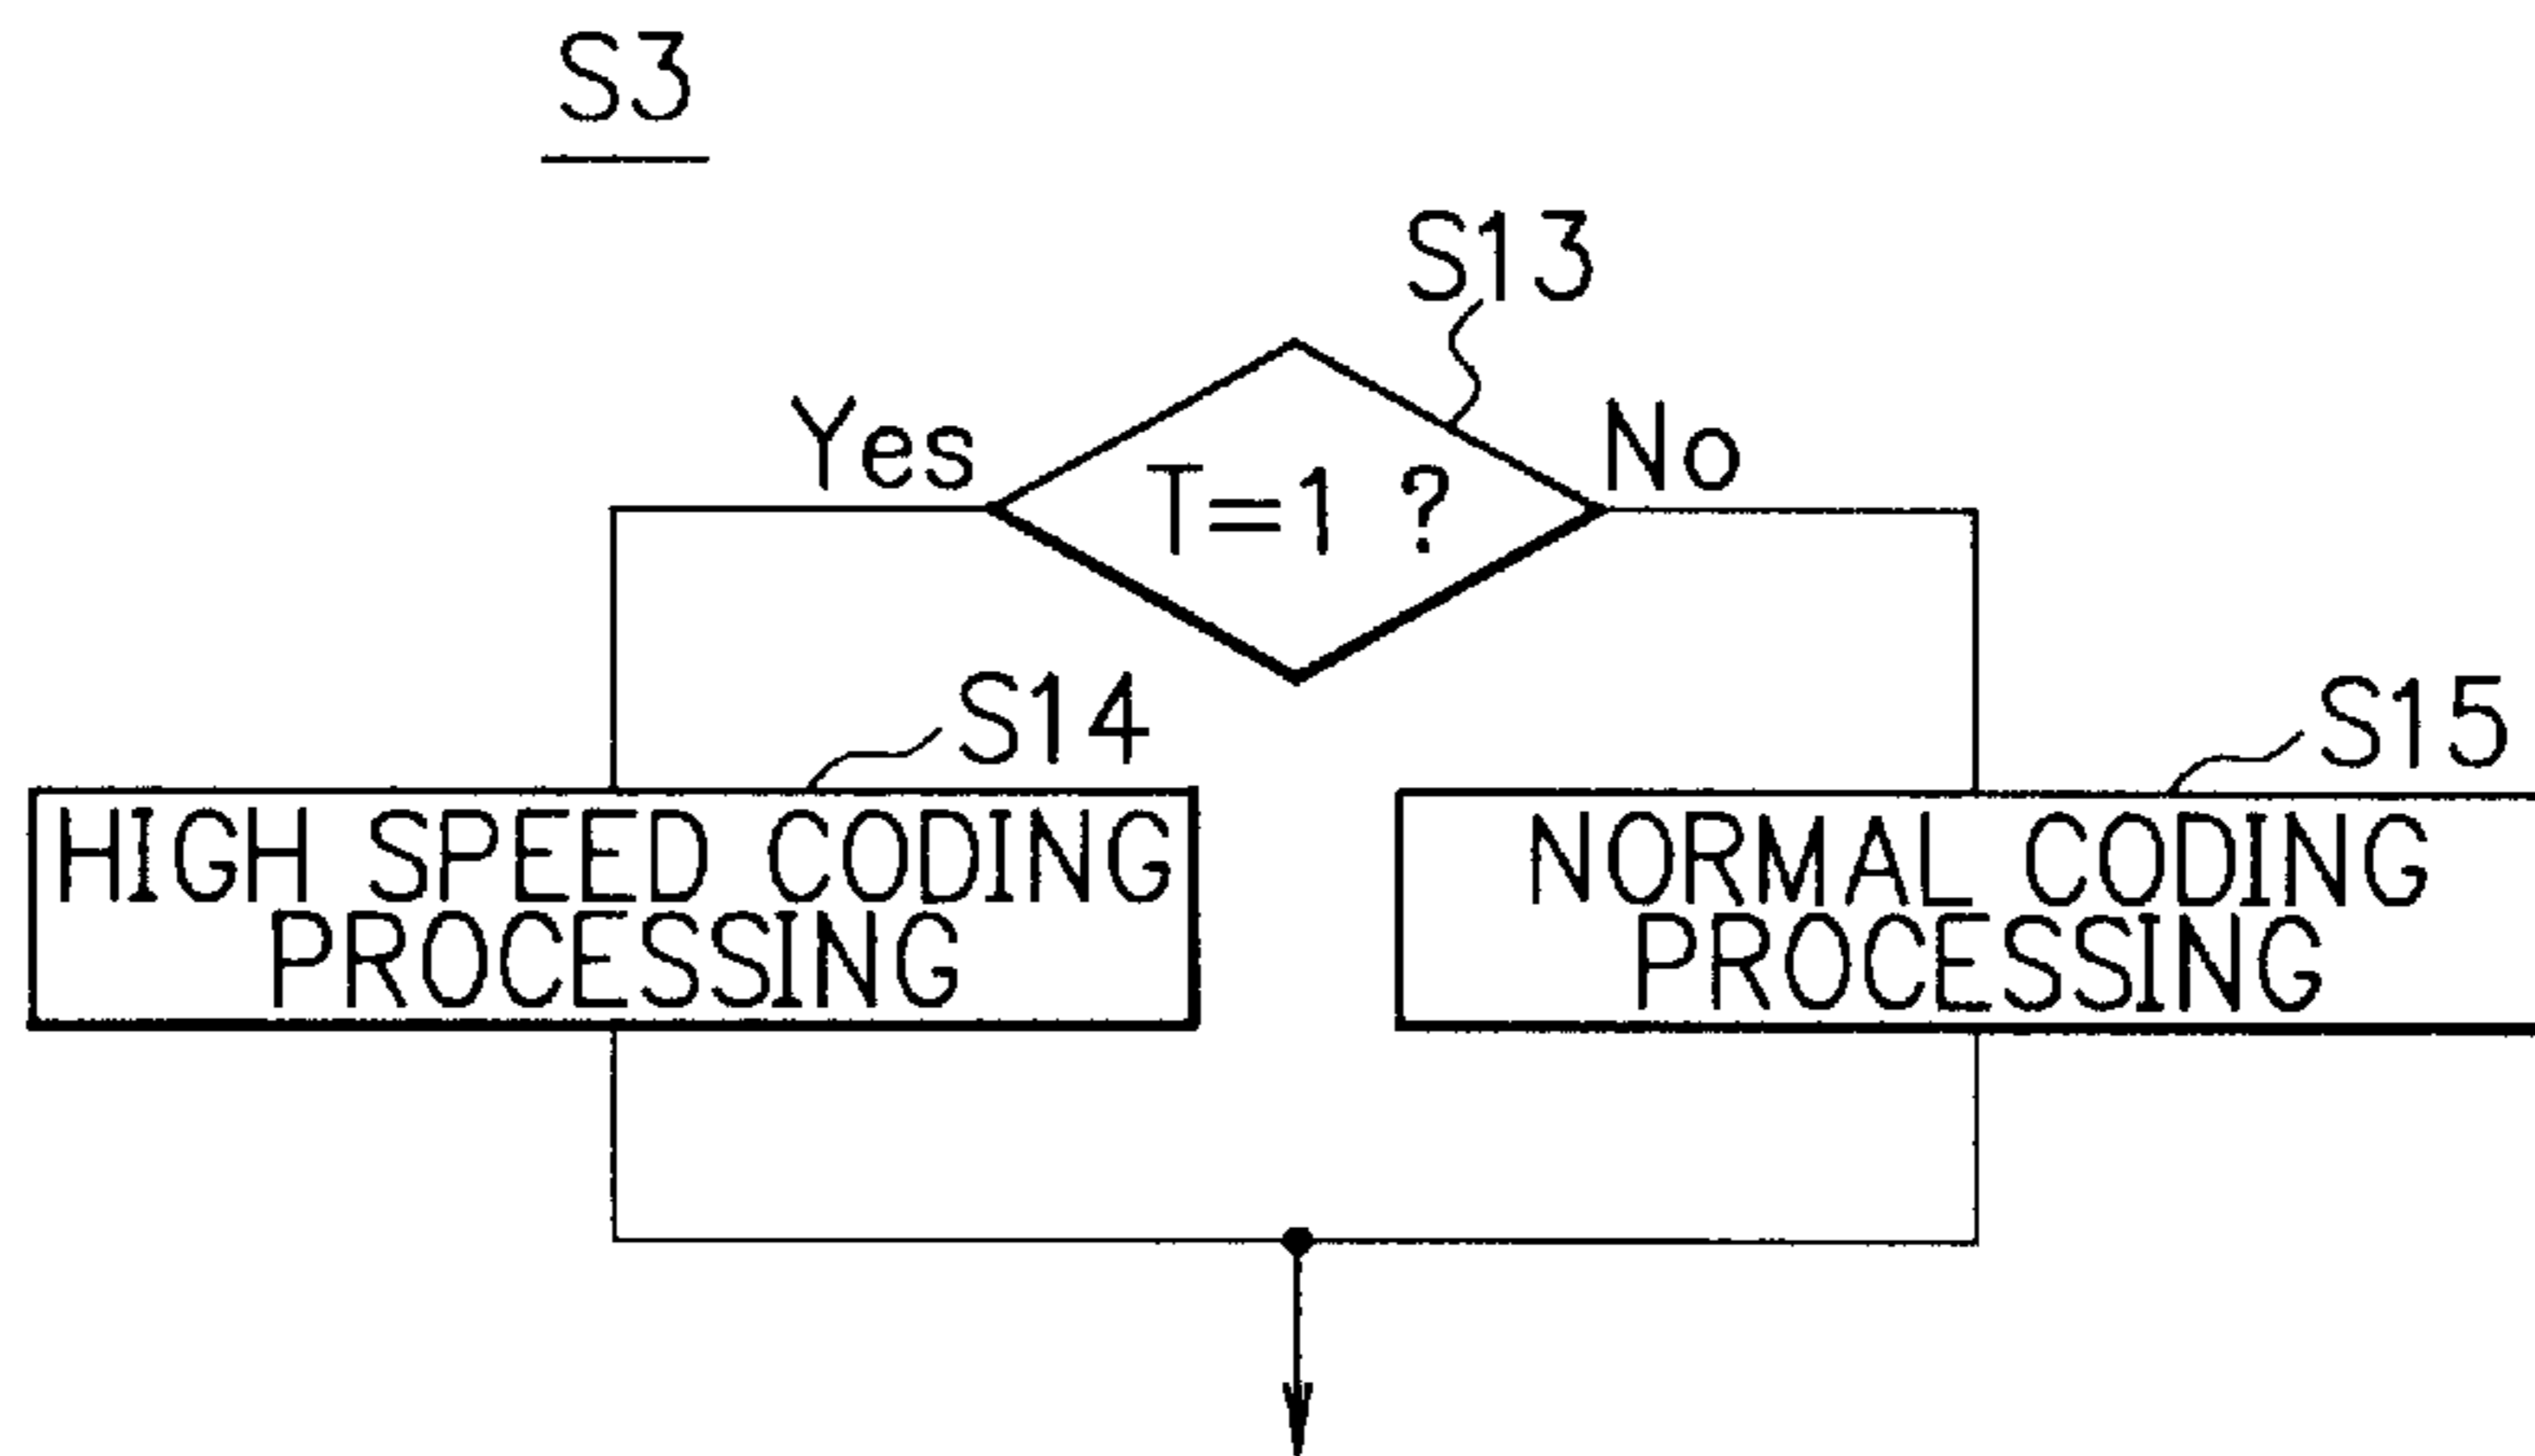 S3
S13
Yes
No
T=1 ?
S14
S15
HIGH SPEED CODING
PROCESSING
NORMAL CODING
PROCESSING